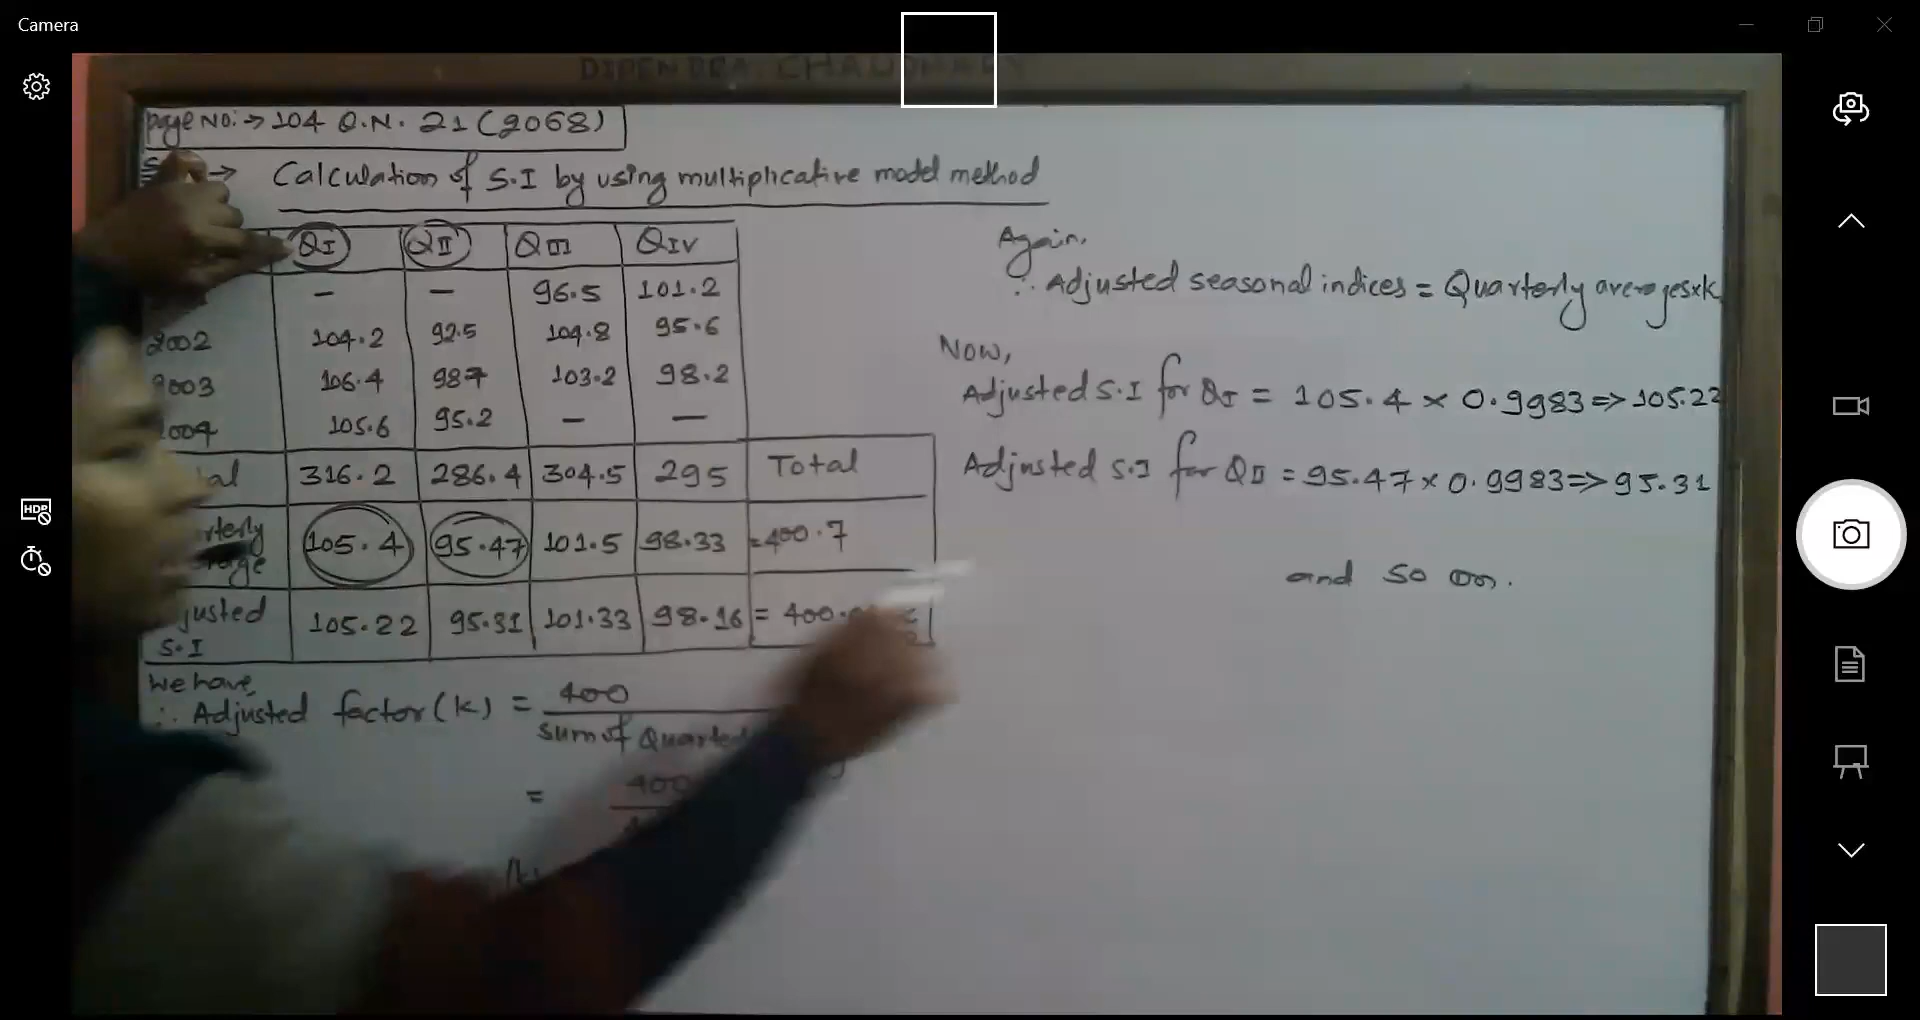 Camera
DIPENDRA CHAUDHARY
Page No:→ 104 Q.N. 21 (2068)
→ Calculation of S.I by using multiplicative model method
QI QII QIII QIV
— — 96.5 101.2
2002 104.2 92.5 104.8 95.6
2003 106.4 987 103.2 98.2
2004 105.6 95.2 — —
316.2 286.4 304.5 295 Total
105.4 95.47 101.5 98.33 =400.7
S.I 105.22 95.31 101.33 98.16 = 400.
We have,
∴ Adjusted factor (k) = 400
sum of
= 400
Again,
∴ Adjusted seasonal indices = Quarterly averages×k
Now,
Adjusted S.I for QI = 105.4 × 0.9983 => 105.22
Adjusted S.I for QII = 95.47 × 0.9983 => 95.31
and so on.